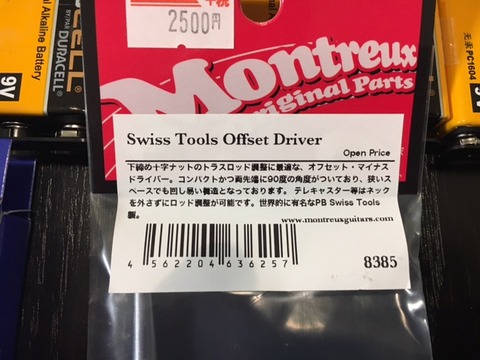 +税
2500円
Montreux
Original Parts
Swiss Tools Offset Driver
Open Price
下締め十字ナットのトラスロッド調整に最適な、オフセット・マイナス
ドライバー。コンパクトかつ両先端に90度の角度がついており、狭いス
ペースでも回し易い構造となっております。テレキャスター等はネック
を外さずにロッド調整が可能です。世界的に有名なPB Swiss Tools
製。
www.montreuxguitars.com
4 562204 636257
8385
9V
Alkaline Battery
DURACELL
PC1604
9V